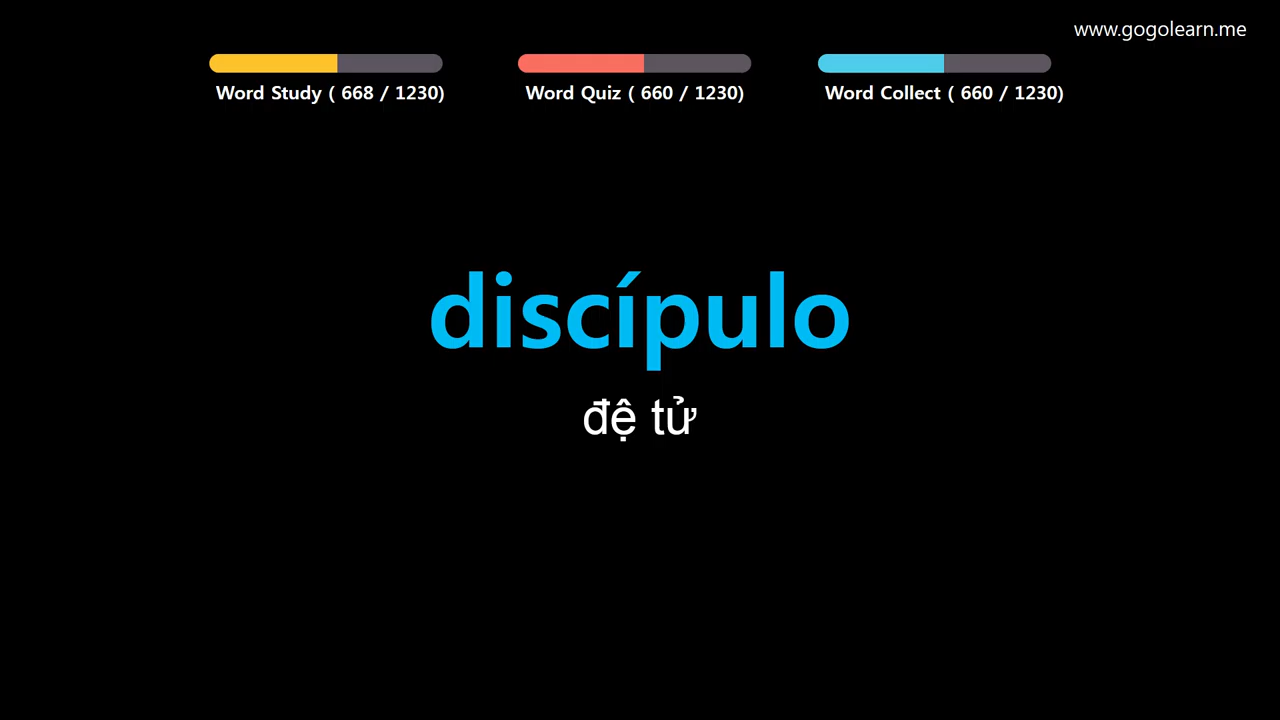 www.gogolearn.me
Word Study ( 668 / 1230)
Word Quiz ( 660 / 1230)
Word Collect ( 660 / 1230)
discípulo
đệ tử